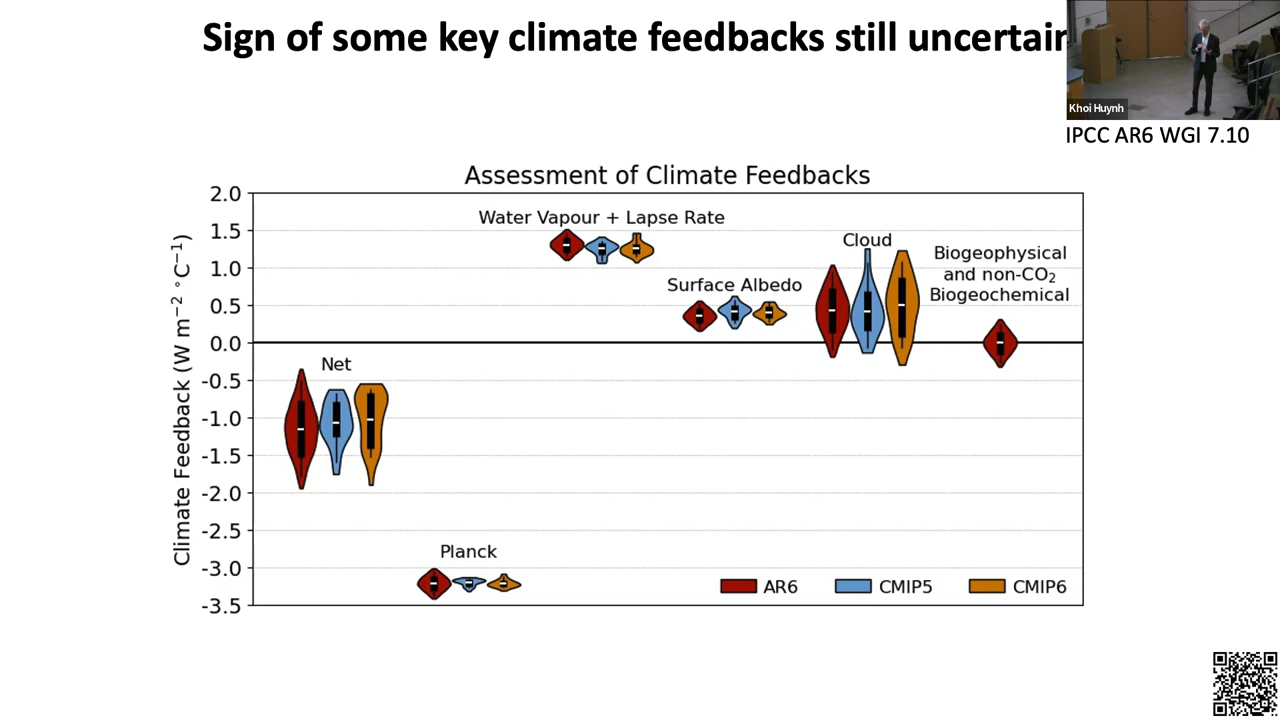 Sign of some key climate feedbacks still uncertain
Khoi Huynh
IPCC AR6 WGI 7.10
Assessment of Climate Feedbacks
Climate Feedback (W m⁻² °C⁻¹)
2.0
1.5
1.0
0.5
0.0
-0.5
-1.0
-1.5
-2.0
-2.5
-3.0
-3.5
Water Vapour + Lapse Rate
Cloud
Biogeophysical
and non-CO₂
Biogeochemical
Surface Albedo
Net
Planck
AR6
CMIP5
CMIP6